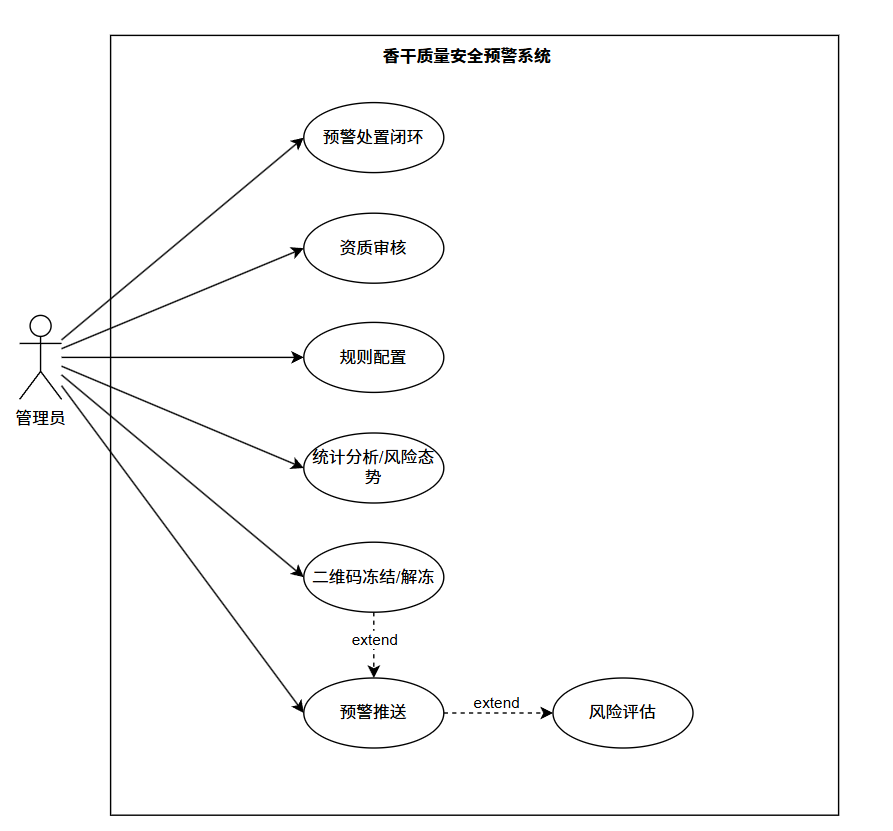 香干质量安全预警系统
预警处置闭环
资质审核
规则配置
管理员
统计分析/风险态
势
二维码冻结/解冻
extend
预警推送
extend
风险评估